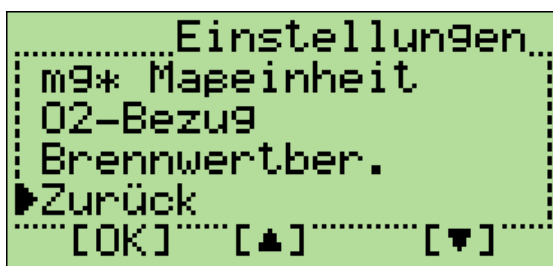 Einstellungen
mg* Maßeinheit
O2-Bezug
Brennwertber.
▶Zurück
[OK] [▲] [▼]